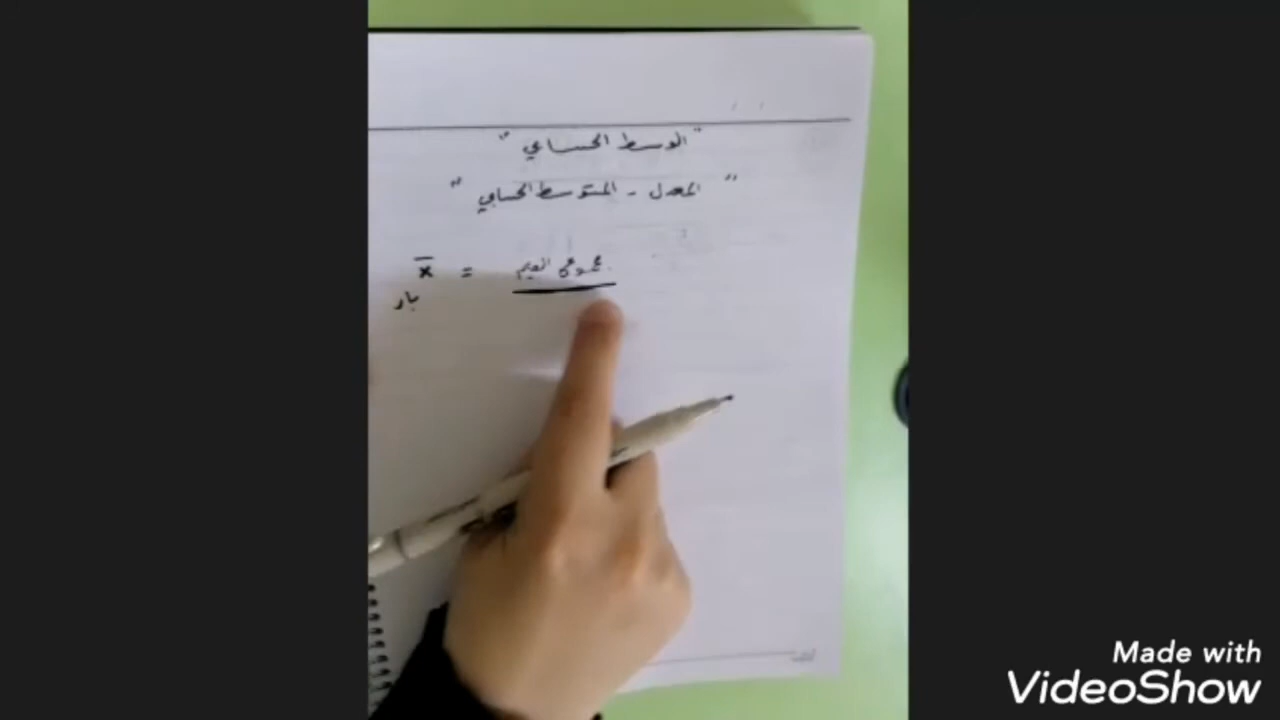 " الوسط الحسابي "
" المعدل - المتوسط الحسابي "
x̄ = مجموع القيم
بار
Made with
VideoShow